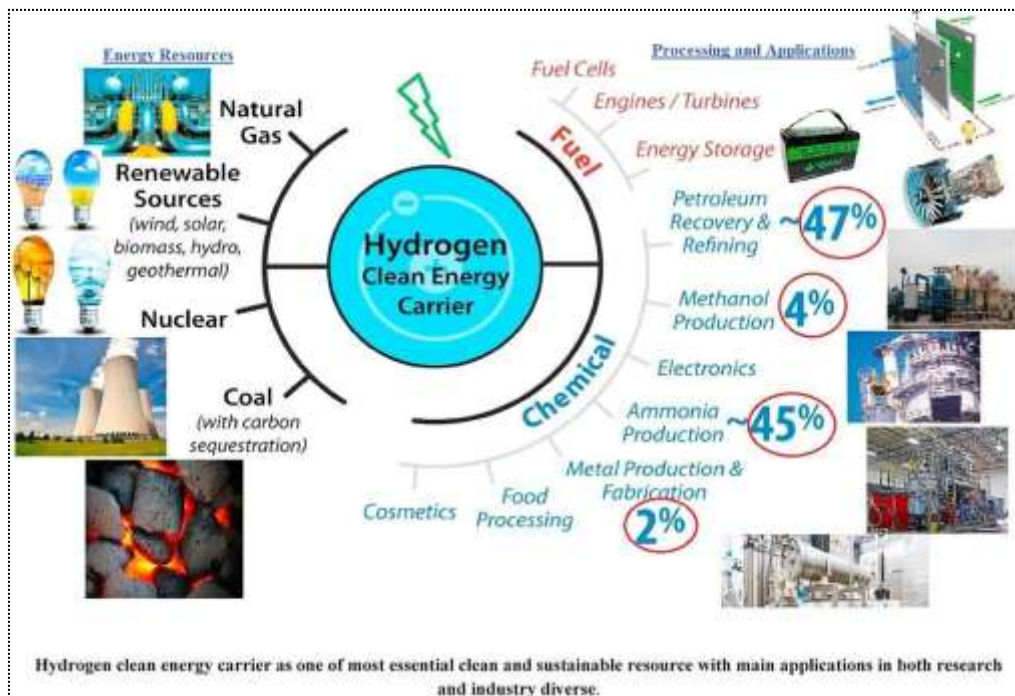 Energy Resources
Natural
Gas
Renewable
Sources
(wind, solar,
biomass, hydro,
geothermal)
Nuclear
Coal
(with carbon
sequestration)
Hydrogen
Clean Energy
Carrier
Processing and Applications
Fuel
Fuel Cells
Engines / Turbines
Energy Storage
Chemical
Petroleum
Recovery &
Refining
~47%
Methanol
Production
4%
Electronics
Ammonia
Production
~45%
Metal Production &
Fabrication
2%
Food
Processing
Cosmetics
Hydrogen clean energy carrier as one of most essential clean and sustainable resource with main applications in both research
and industry diverse.